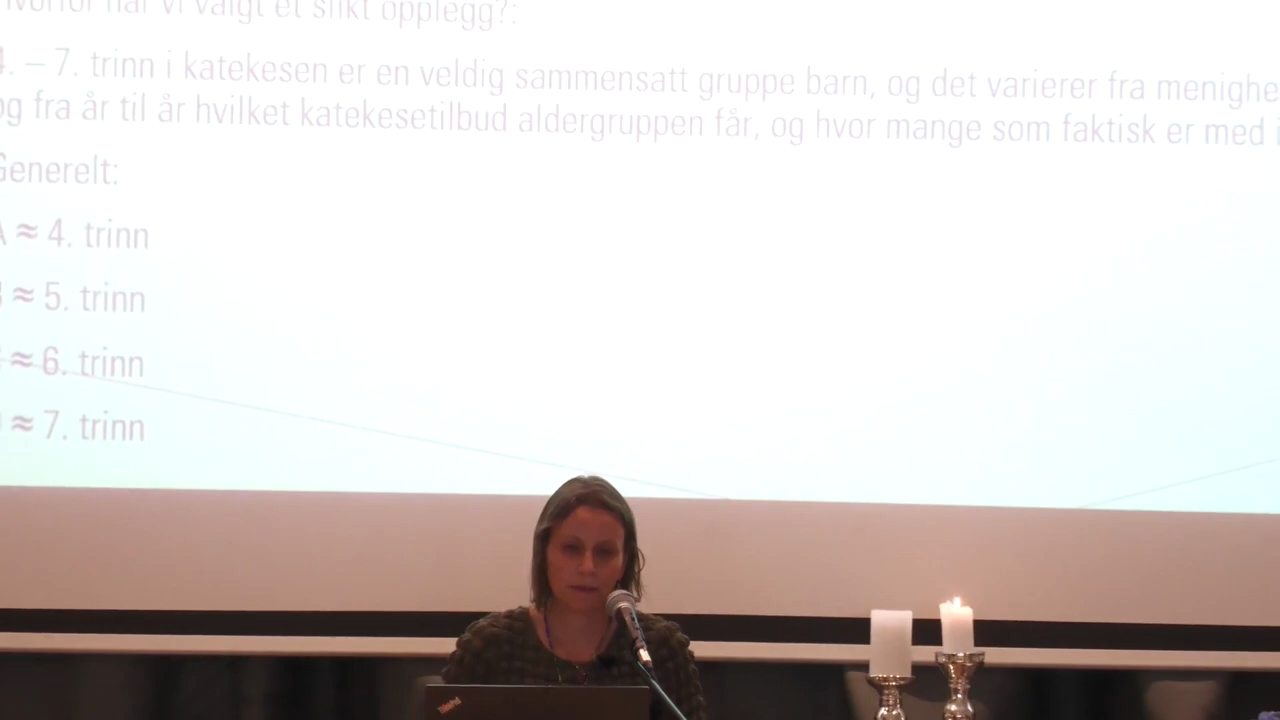 hvorfor har vi valgt et slikt opplegg?:
4. – 7. trinn i katekesen er en veldig sammensatt gruppe barn, og det varierer fra menighe
og fra år til år hvilket katekesetilbud aldergruppen får, og hvor mange som faktisk er med i
Generelt:
A ≈ 4. trinn
B ≈ 5. trinn
≈ 6. trinn
≈ 7. trinn
ThinkPad